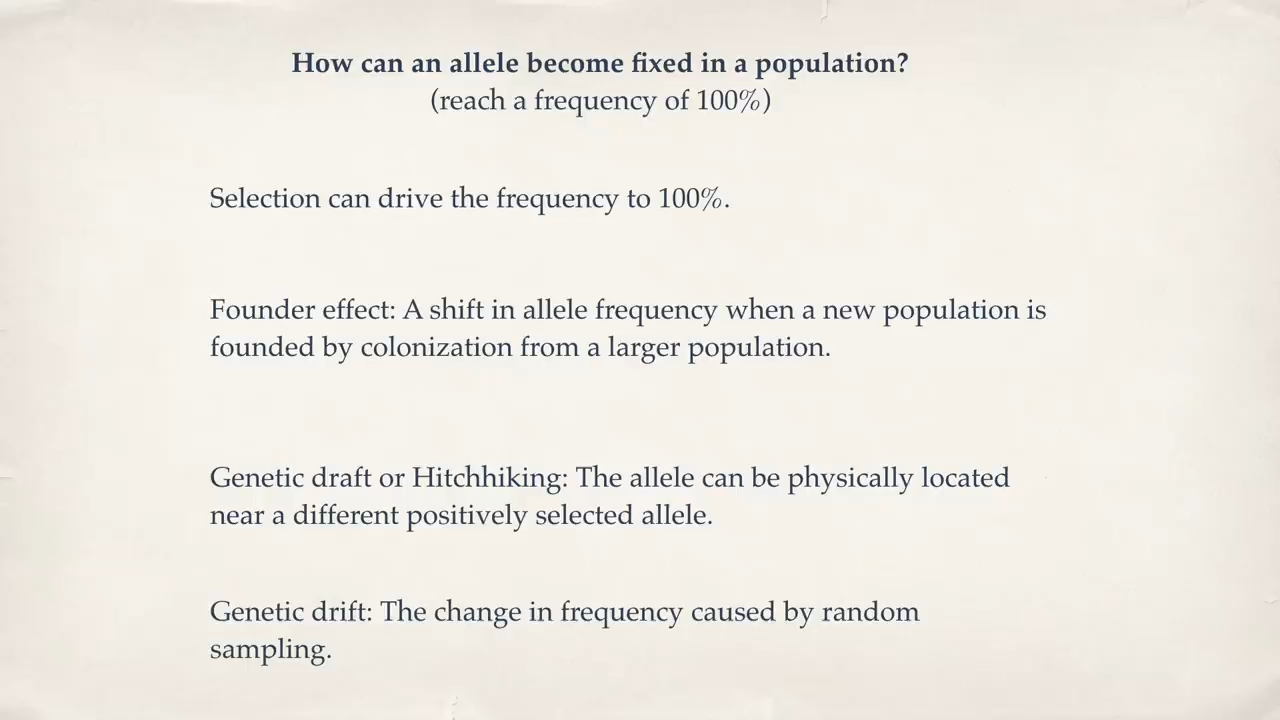 How can an allele become fixed in a population?
(reach a frequency of 100%)
Selection can drive the frequency to 100%.
Founder effect: A shift in allele frequency when a new population is
founded by colonization from a larger population.
Genetic draft or Hitchhiking: The allele can be physically located
near a different positively selected allele.
Genetic drift: The change in frequency caused by random
sampling.